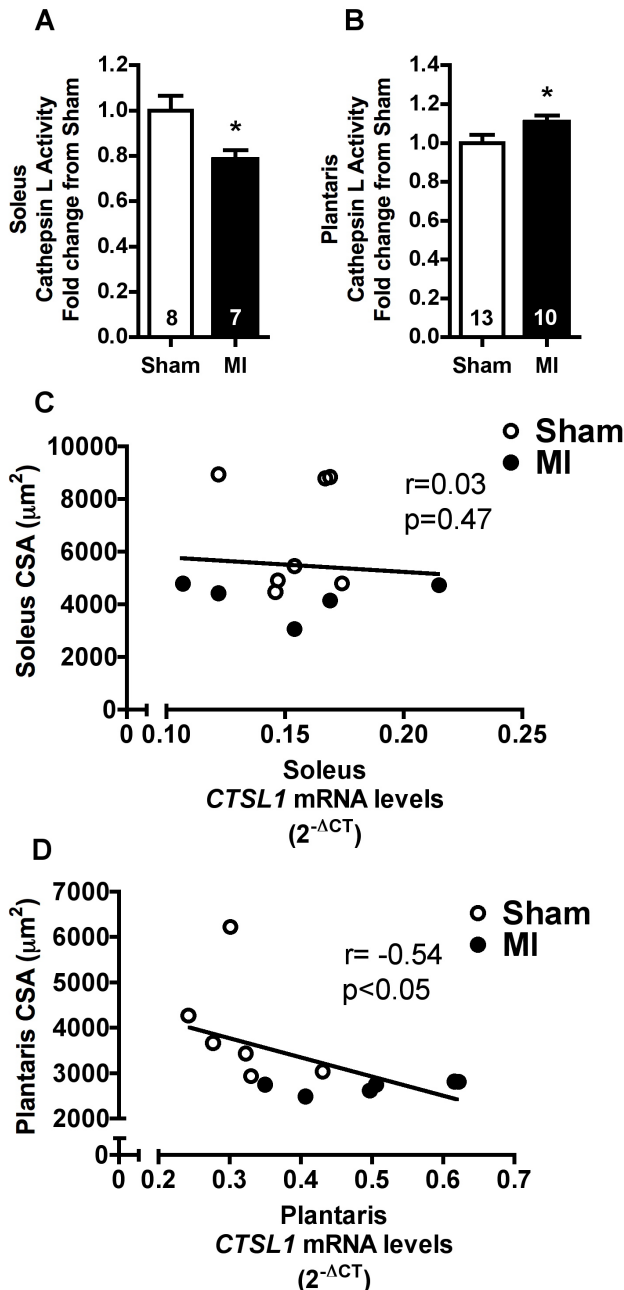 A
Soleus
Cathepsin L Activity
Fold change from Sham
1.2
1.0
0.8
0.6
0.4
0.2
0.0
*
8
7
Sham MI
B
Plantaris
Cathepsin L Activity
Fold change from Sham
1.4
1.2
1.0
0.8
0.6
0.4
0.2
0.0
*
13
10
Sham MI
C
Sham
MI
r=0.03
p=0.47
Soleus CSA (μm²)
10000
8000
6000
4000
2000
0
0 0.10 0.15 0.20 0.25
Soleus
CTSL1 mRNA levels
(2^-ΔCT)
D
Sham
MI
r= -0.54
p<0.05
Plantaris CSA (μm²)
7000
6000
5000
4000
3000
2000
0
0 0.2 0.3 0.4 0.5 0.6 0.7
Plantaris
CTSL1 mRNA levels
(2^-ΔCT)